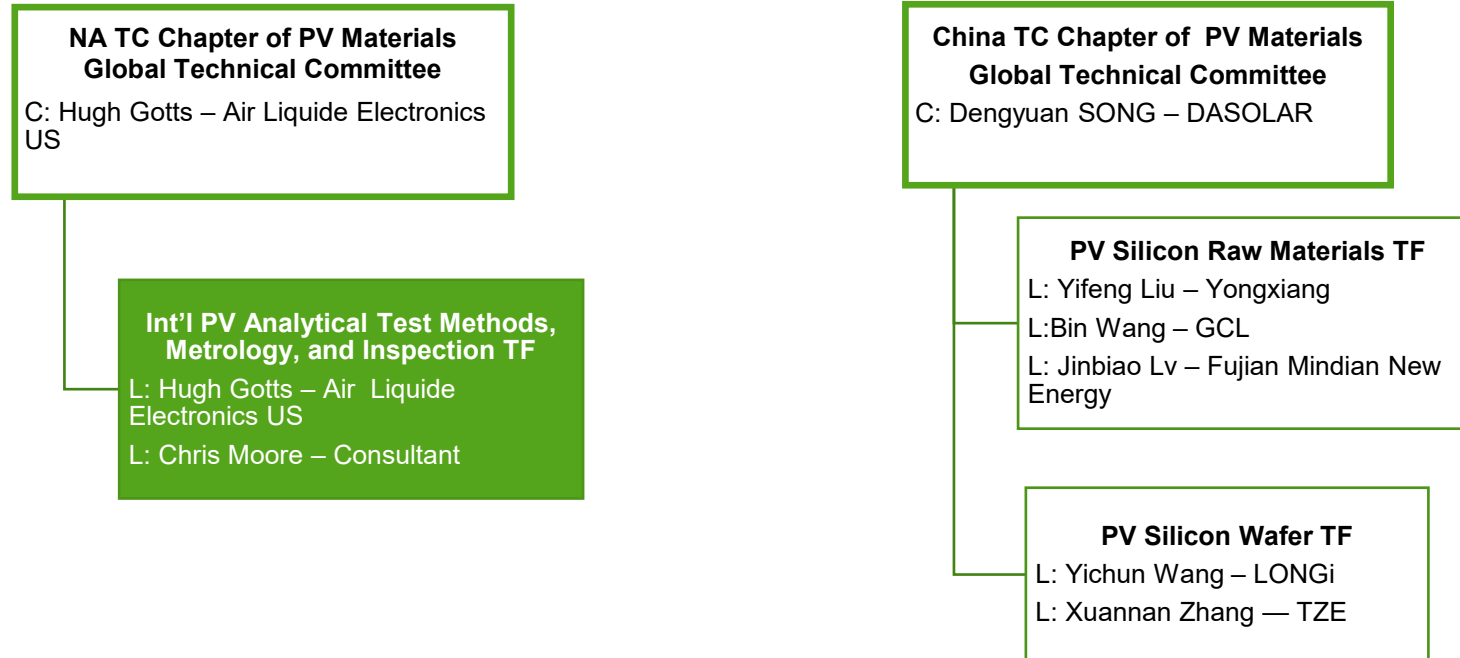 NA TC Chapter of PV Materials
Global Technical Committee
C: Hugh Gotts – Air Liquide Electronics
US
Int’l PV Analytical Test Methods,
Metrology, and Inspection TF
L: Hugh Gotts – Air Liquide
Electronics US
L: Chris Moore – Consultant
China TC Chapter of PV Materials
Global Technical Committee
C: Dengyuan SONG – DASOLAR
PV Silicon Raw Materials TF
L: Yifeng Liu – Yongxiang
L:Bin Wang – GCL
L: Jinbiao Lv – Fujian Mindian New
Energy
PV Silicon Wafer TF
L: Yichun Wang – LONGi
L: Xuannan Zhang — TZE